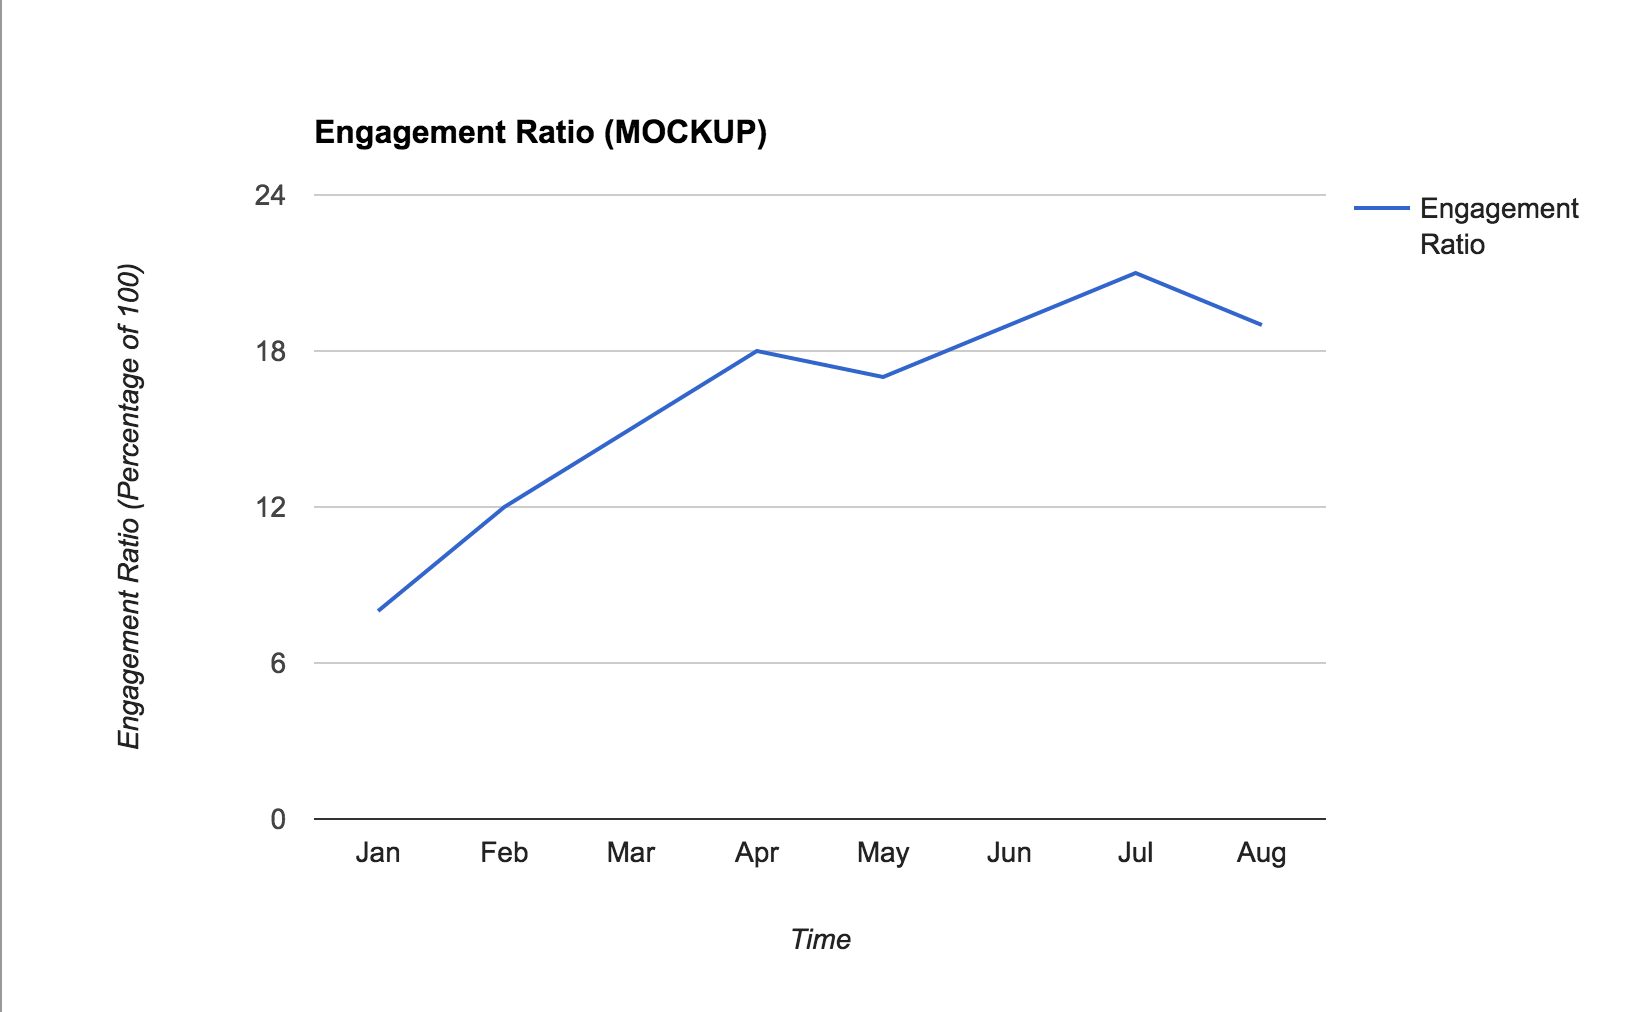 Engagement Ratio (MOCKUP)
24
18
12
6
0
Engagement Ratio (Percentage of 100)
Jan Feb Mar Apr May Jun Jul Aug
Time
Engagement
Ratio